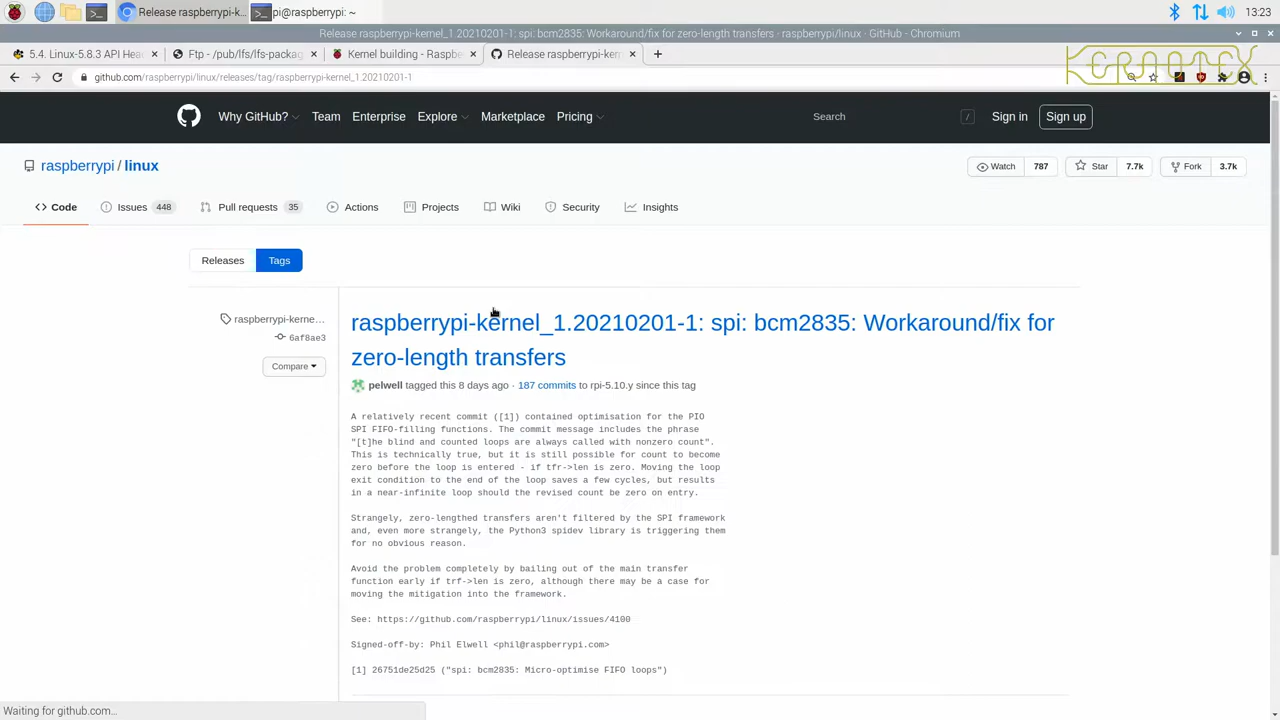 Release raspberrypi-k...
pi@raspberrypi: ~
13:23
Release raspberrypi-kernel_1.20210201-1: spi: bcm2835: Workaround/fix for zero-length transfers · raspberrypi/linux · GitHub - Chromium
5.4. Linux-5.8.3 API Hea
Ftp - /pub/lfs/lfs-packag
Kernel building - Raspbe
Release raspberrypi-kern
github.com/raspberrypi/linux/releases/tag/raspberrypi-kernel_1.20210201-1
KERNOTEX
Why GitHub? Team Enterprise Explore Marketplace Pricing Search / Sign in Sign up
raspberrypi / linux
Watch 787 Star 7.7k Fork 3.7k
Code Issues 448 Pull requests 35 Actions Projects Wiki Security Insights
Releases Tags
raspberrypi-kerne…
6af8ae3
Compare
raspberrypi-kernel_1.20210201-1: spi: bcm2835: Workaround/fix for
zero-length transfers
pelwell tagged this 8 days ago · 187 commits to rpi-5.10.y since this tag
A relatively recent commit ([1]) contained optimisation for the PIO
SPI FIFO-filling functions. The commit message includes the phrase
"[t]he blind and counted loops are always called with nonzero count".
This is technically true, but it is still possible for count to become
zero before the loop is entered - if tfr->len is zero. Moving the loop
exit condition to the end of the loop saves a few cycles, but results
in a near-infinite loop should the revised count be zero on entry.
Strangely, zero-lengthed transfers aren't filtered by the SPI framework
and, even more strangely, the Python3 spidev library is triggering them
for no obvious reason.
Avoid the problem completely by bailing out of the main transfer
function early if trf->len is zero, although there may be a case for
moving the mitigation into the framework.
See: https://github.com/raspberrypi/linux/issues/4100
Signed-off-by: Phil Elwell <phil@raspberrypi.com>
[1] 26751de25d25 ("spi: bcm2835: Micro-optimise FIFO loops")
Waiting for github.com...